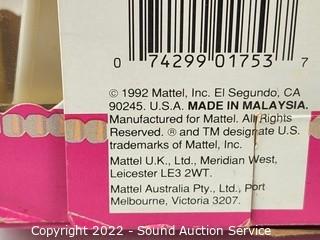 0 74299 01753 7
© 1992 Mattel, Inc. El Segundo, CA
90245. U.S.A. MADE IN MALAYSIA.
Manufactured for Mattel. All Rights
Reserved. ® and TM designate U.S.
trademarks of Mattel, Inc.
Mattel U.K., Ltd., Meridian West,
Leicester LE3 2WT.
Mattel Australia Pty., Ltd., Port
Melbourne, Victoria 3207.
Copyright 2022 - Sound Auction Service